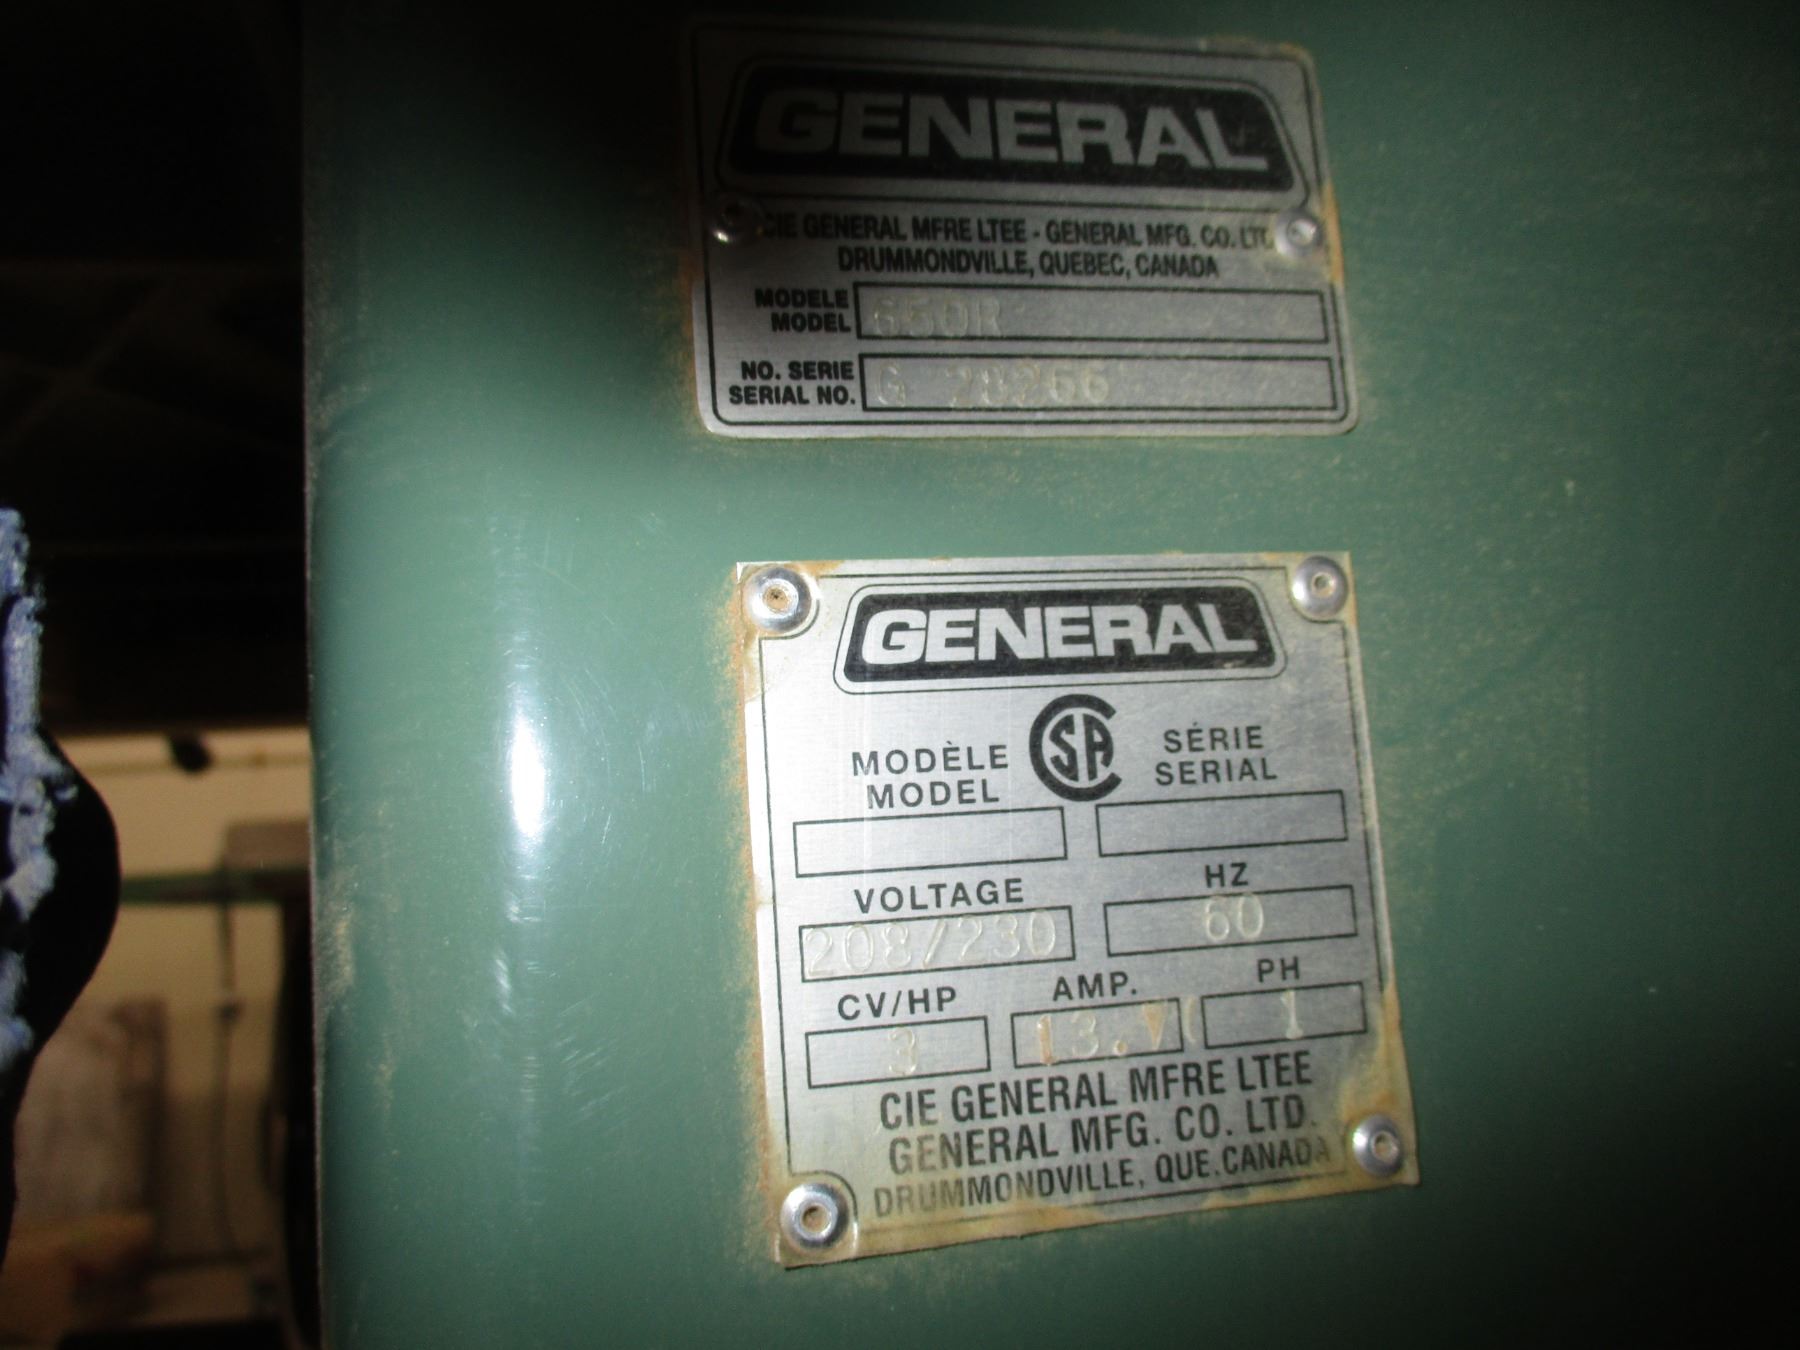 GENERAL
CIE GENERAL MFRE LTEE - GENERAL MFG. CO. LTD
DRUMMONDVILLE, QUEBEC, CANADA
MODELE
MODEL
650R
NO. SERIE
SERIAL NO.
G 28266
GENERAL
CSA
MODÈLE
MODEL
SÉRIE
SERIAL
VOLTAGE
HZ
208/230
60
CV/HP
AMP.
PH
3
1
CIE GENERAL MFRE LTEE
GENERAL MFG. CO. LTD.
DRUMMONDVILLE, QUE. CANADA